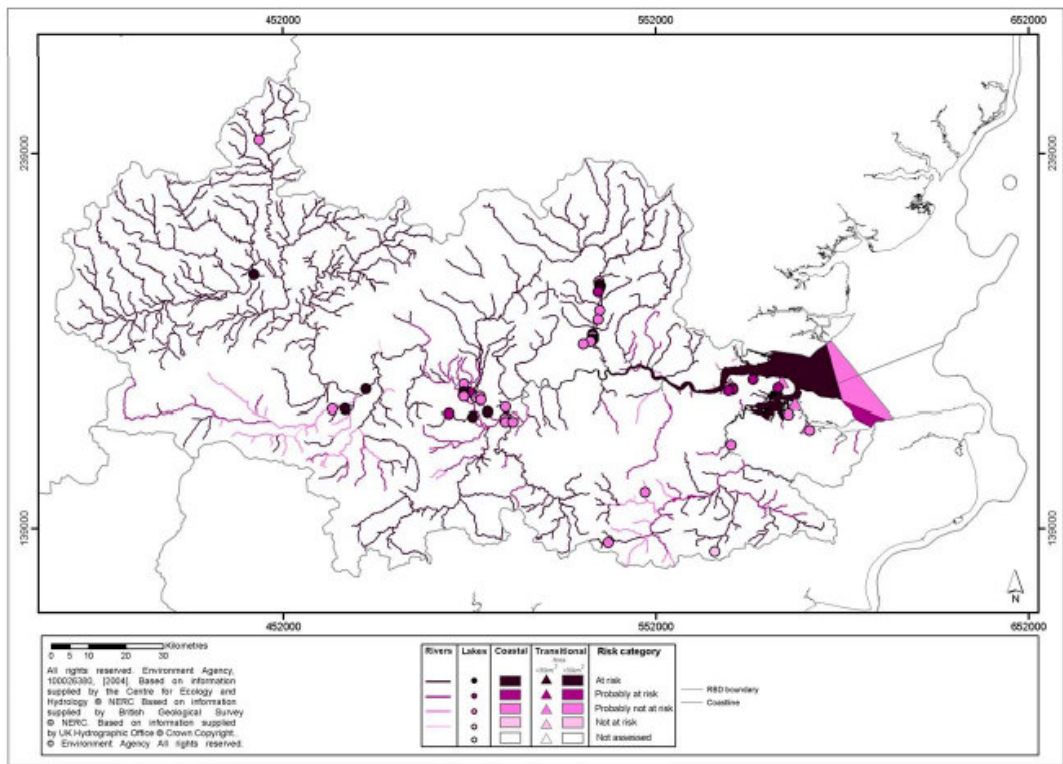 452000 552000 652000
239000 239000
139000 139000
N
452000 552000 652000
0 5 10 20 30 Kilometres
All rights reserved. Environment Agency,
100026380, [2004]. Based on information
supplied by the Centre for Ecology and
Hydrology © NERC. Based on information
supplied by British Geological Survey
© NERC. Based on information supplied
by UK Hydrographic Office © Crown Copyright.
© Environment Agency All rights reserved.
Rivers Lakes Coastal Transitional Risk category
Area
<50km² >50km²
At risk
Probably at risk
Probably not at risk
Not at risk
Not assessed
RBD boundary
Coastline